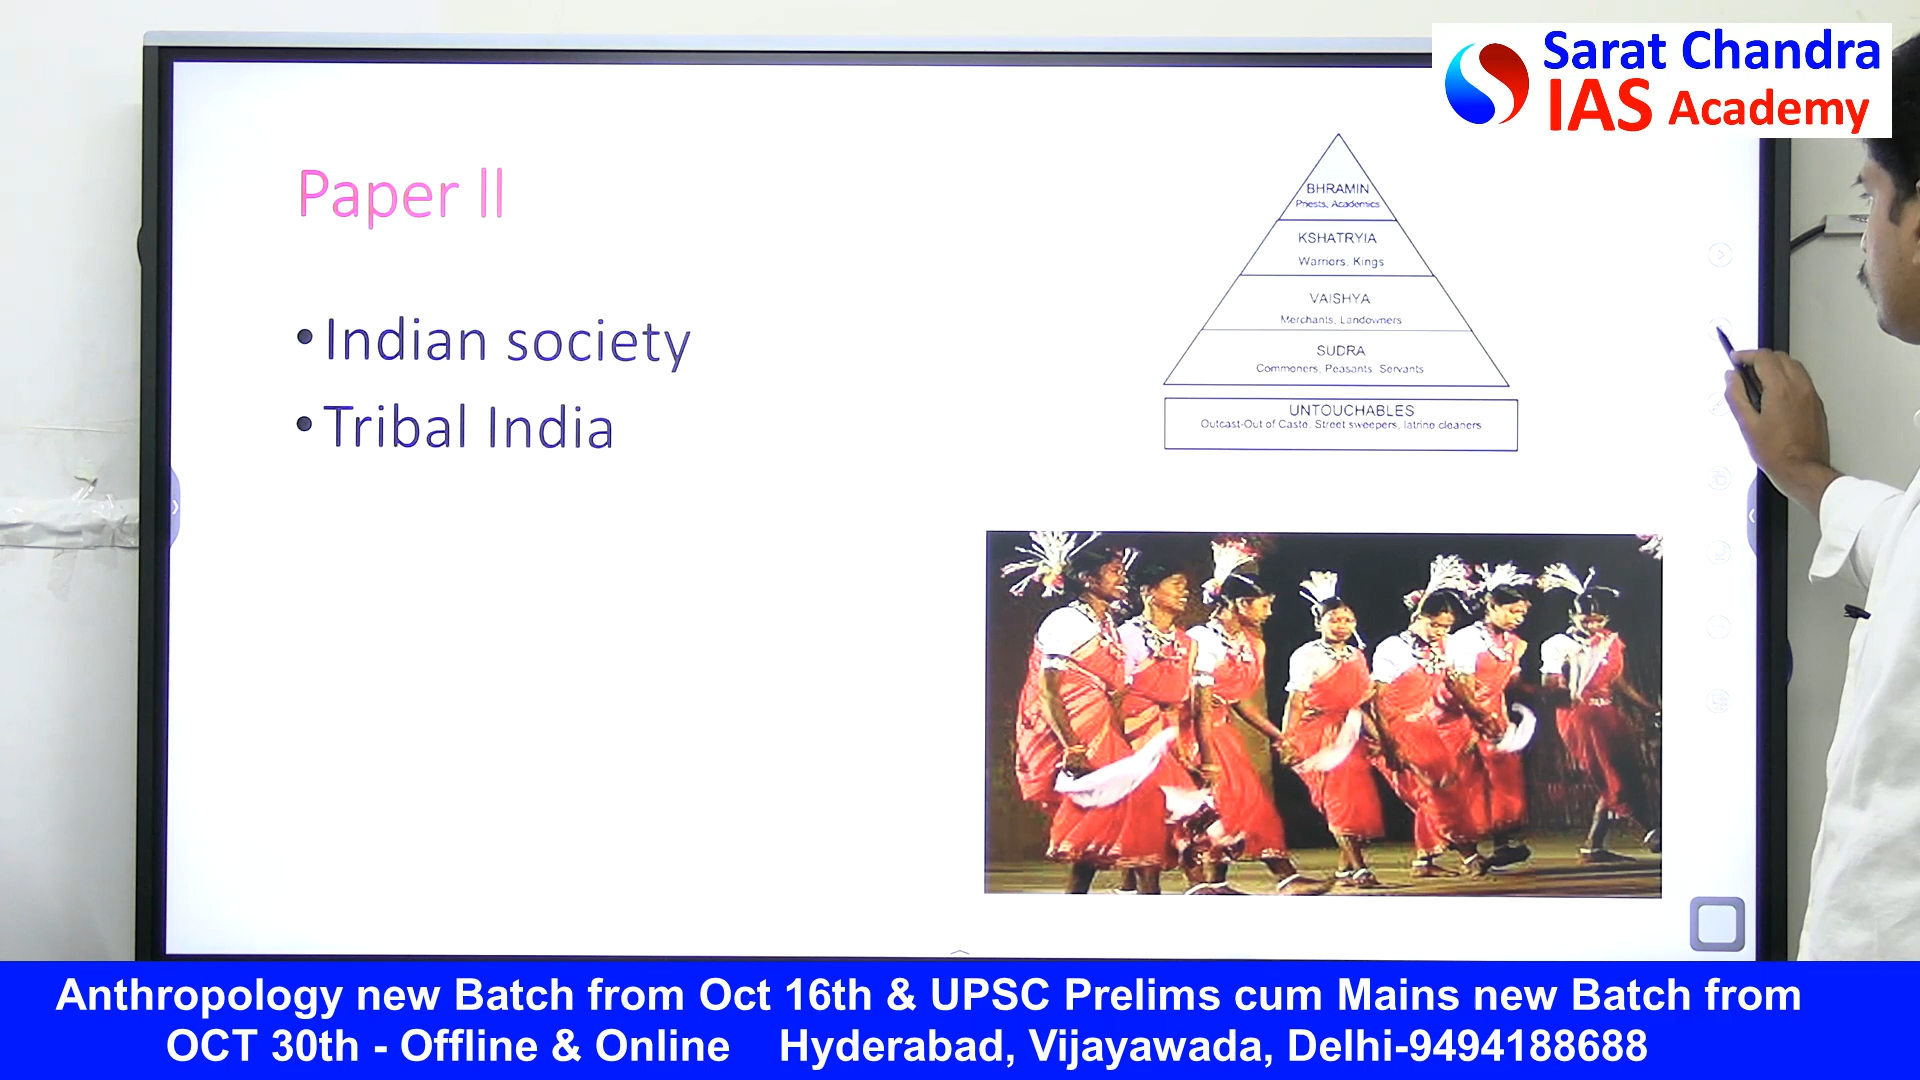 Sarat Chandra
IAS Academy
Paper II
• Indian society
• Tribal India
BHRAMIN
Priests, Academics
KSHATRYIA
Warriors, Kings
VAISHYA
Merchants, Landowners
SUDRA
Commoners, Peasants, Servants
UNTOUCHABLES
Outcast-Out of Caste, Street sweepers, latrine cleaners
Anthropology new Batch from Oct 16th & UPSC Prelims cum Mains new Batch from
OCT 30th - Offline & Online Hyderabad, Vijayawada, Delhi-9494188688